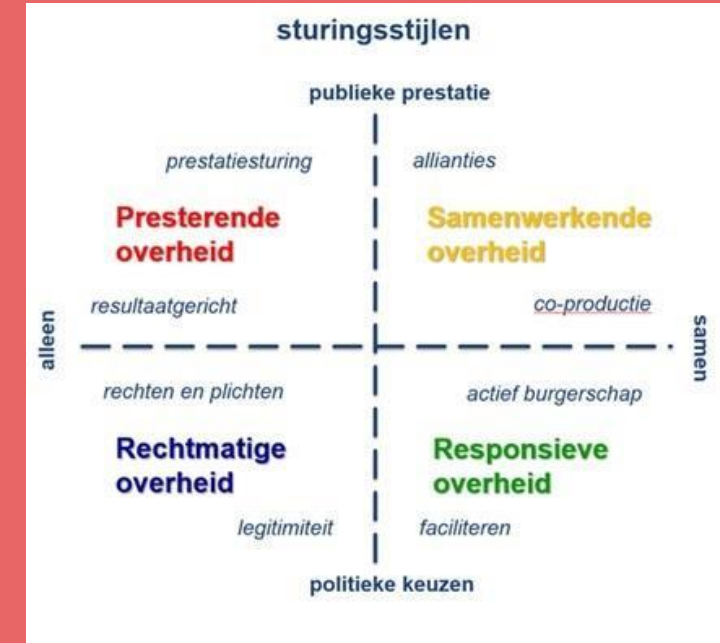 sturingsstijlen
publieke prestatie
prestatiesturing
allianties
Presterende
overheid
Samenwerkende
overheid
resultaatgericht
co-productie
alleen
samen
rechten en plichten
actief burgerschap
Rechtmatige
overheid
Responsieve
overheid
legitimiteit
faciliteren
politieke keuzen